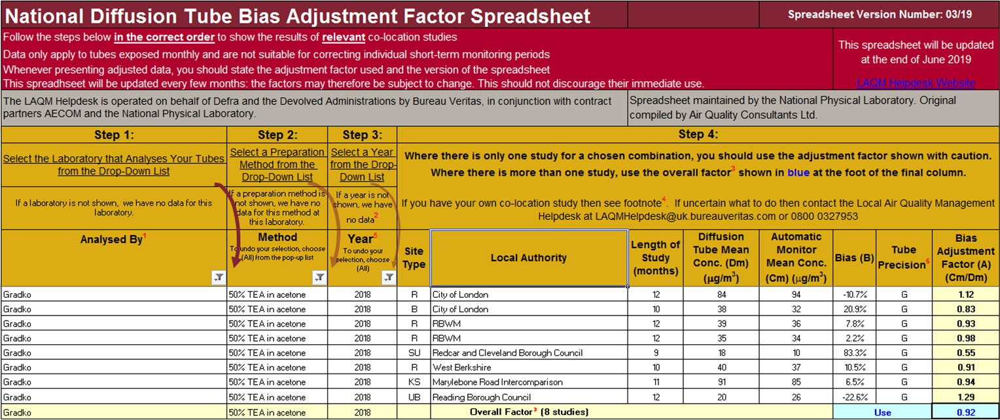 National Diffusion Tube Bias Adjustment Factor Spreadsheet
Spreadsheet Version Number: 03/19
Follow the steps below in the correct order to show the results of relevant co-location studies
Data only apply to tubes exposed monthly and are not suitable for correcting individual short-term monitoring periods
Whenever presenting adjusted data, you should state the adjustment factor used and the version of the spreadsheet
This spreadhseet will be updated every few months: the factors may therefore be subject to change. This should not discourage their immediate use.
This spreadsheet will be updated
at the end of June 2019
LAQM Helpdesk Website
The LAQM Helpdesk is operated on behalf of Defra and the Devolved Administrations by Bureau Veritas, in conjunction with contract
partners AECOM and the National Physical Laboratory.
Spreadsheet maintained by the National Physical Laboratory. Original
compiled by Air Quality Consultants Ltd.
Step 1:
Step 2:
Step 3:
Step 4:
Select the Laboratory that Analyses Your Tubes
from the Drop-Down List
Select a Preparation
Method from the
Drop-Down List
Select a Year
from the Drop-
Down List
Where there is only one study for a chosen combination, you should use the adjustment factor shown with caution.
Where there is more than one study, use the overall factor3 shown in blue at the foot of the final column.
If a laboratory is not shown, we have no data for this
laboratory.
If a preparation method is
not shown, we have no
data for this method at
this laboratory.
If a year is not
shown, we have
no data2
If you have your own co-location study then see footnote4. If uncertain what to do then contact the Local Air Quality Management
Helpdesk at LAQMHelpdesk@uk.bureauveritas.com or 0800 0327953
Analysed By1
Method
To undo your selection, choose
(All) from the pop-up list
Year5
To undo your
selection, choose
(All)
Site
Type
Local Authority
Length of
Study
(months)
Diffusion
Tube Mean
Conc. (Dm)
(μg/m3)
Automatic
Monitor
Mean Conc.
(Cm) (μg/m3)
Bias (B)
Tube
Precision6
Bias
Adjustment
Factor (A)
(Cm/Dm)
Gradko 50% TEA in acetone 2018 R City of London 12 84 94 -10.7% G 1.12
Gradko 50% TEA in acetone 2018 B City of London 10 38 32 20.9% G 0.83
Gradko 50% TEA in acetone 2018 R RBWM 12 39 36 7.8% G 0.93
Gradko 50% TEA in acetone 2018 R RBWM 12 35 34 2.2% G 0.98
Gradko 50% TEA in acetone 2018 SU Redcar and Cleveland Borough Council 9 18 10 83.3% G 0.55
Gradko 50% TEA in acetone 2018 R West Berkshire 10 40 37 10.5% G 0.91
Gradko 50% TEA in acetone 2018 KS Marylebone Road Intercomparison 11 91 85 6.5% G 0.94
Gradko 50% TEA in acetone 2018 UB Reading Borough Council 12 20 26 -22.6% G 1.29
Gradko 50% TEA in acetone 2018 Overall Factor3 (8 studies) Use 0.92